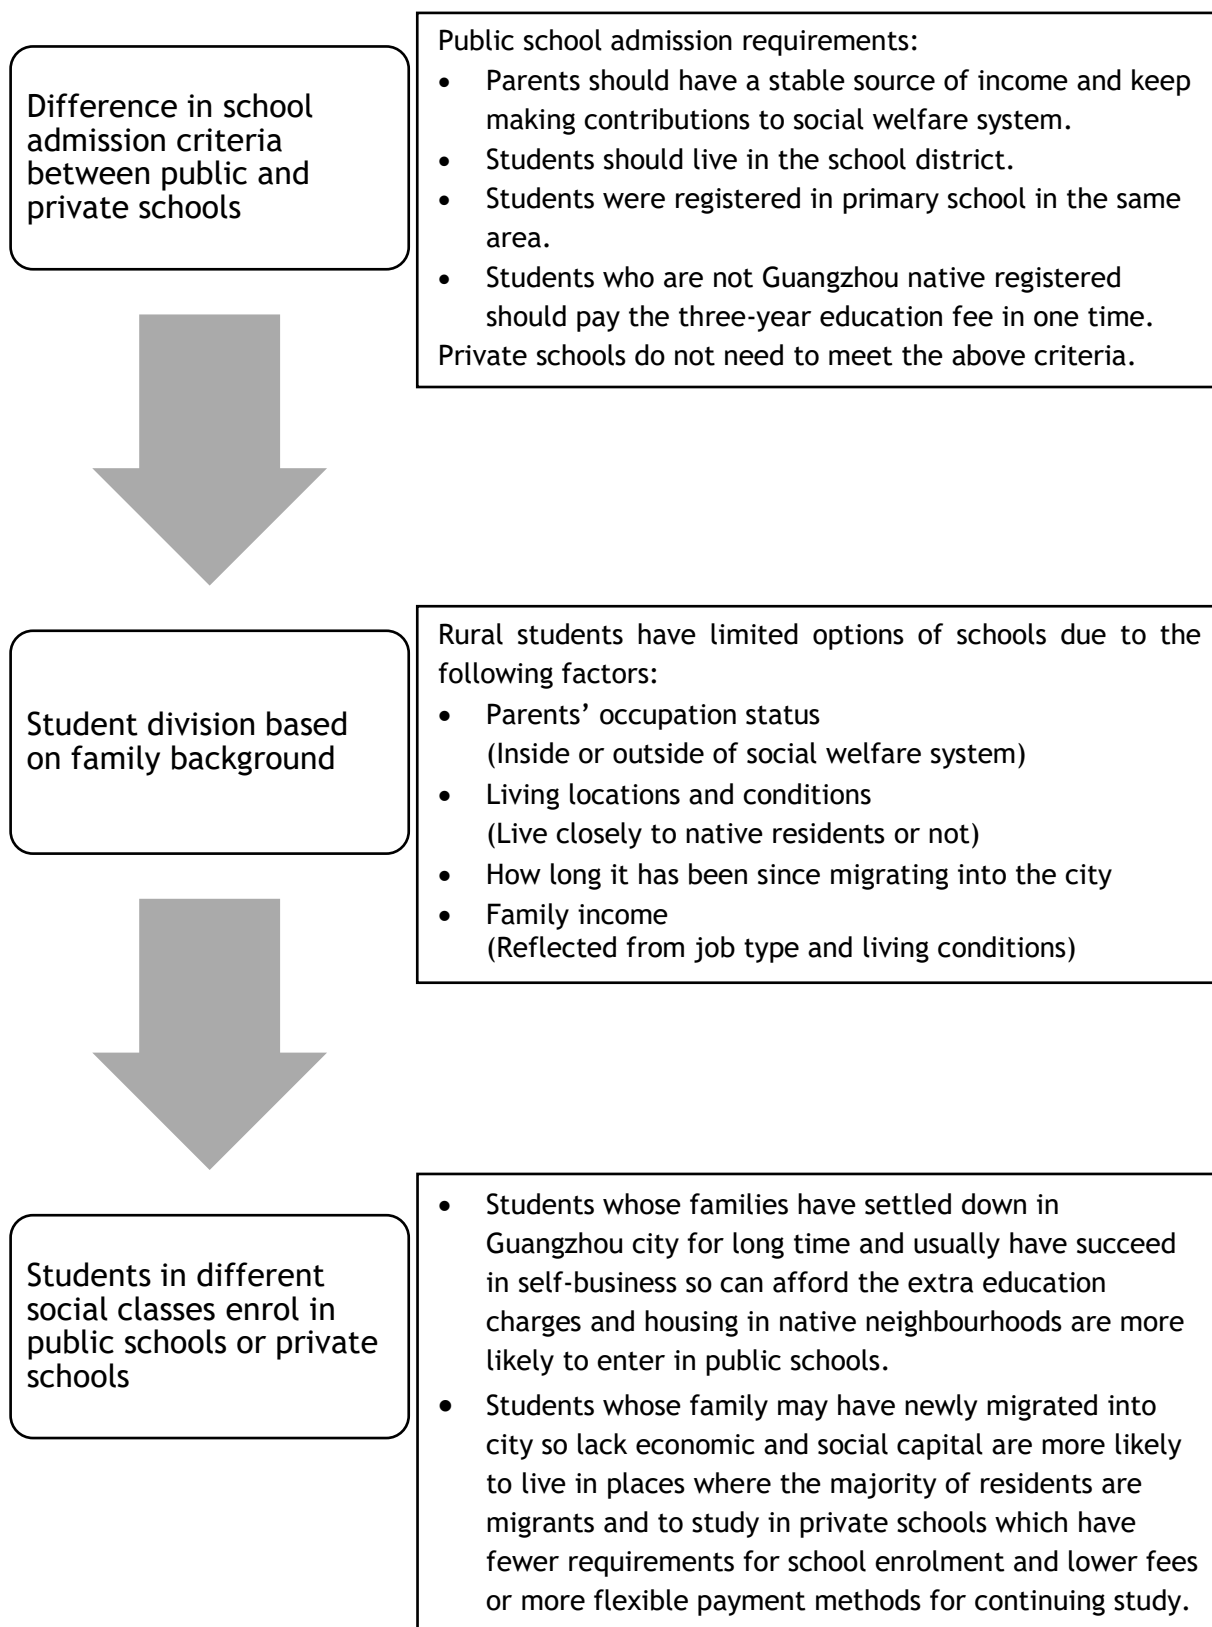 Difference in school
admission criteria
between public and
private schools
Public school admission requirements:
• Parents should have a stable source of income and keep
making contributions to social welfare system.
• Students should live in the school district.
• Students were registered in primary school in the same
area.
• Students who are not Guangzhou native registered
should pay the three-year education fee in one time.
Private schools do not need to meet the above criteria.
Student division based
on family background
Rural students have limited options of schools due to the
following factors:
• Parents’ occupation status
(Inside or outside of social welfare system)
• Living locations and conditions
(Live closely to native residents or not)
• How long it has been since migrating into the city
• Family income
(Reflected from job type and living conditions)
Students in different
social classes enrol in
public schools or private
schools
• Students whose families have settled down in
Guangzhou city for long time and usually have succeed
in self-business so can afford the extra education
charges and housing in native neighbourhoods are more
likely to enter in public schools.
• Students whose family may have newly migrated into
city so lack economic and social capital are more likely
to live in places where the majority of residents are
migrants and to study in private schools which have
fewer requirements for school enrolment and lower fees
or more flexible payment methods for continuing study.